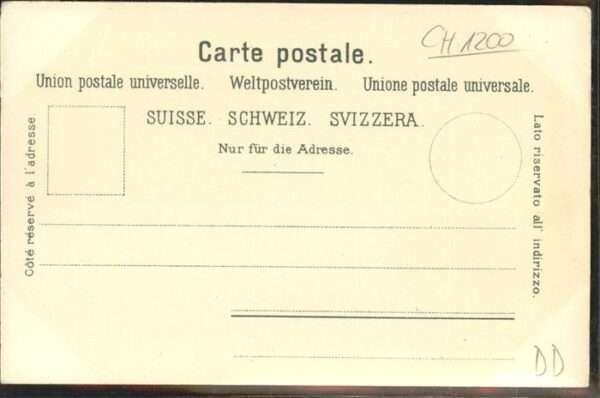 CH 1200
Carte postale.
Union postale universelle. Weltpostverein. Unione postale universale.
SUISSE. SCHWEIZ. SVIZZERA.
Nur für die Adresse.
Côté réservé à l'adresse.
Lato riservato all' indirizzo.
DD